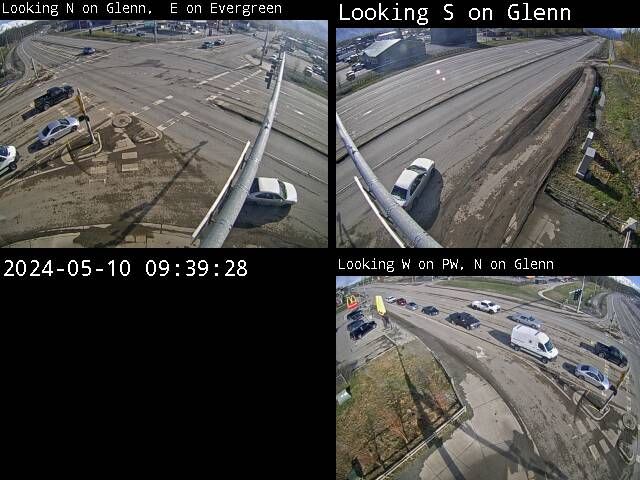 Looking N on Glenn,  E on Evergreen
Looking S on Glenn
2024-05-10 09:39:28
Looking W on PW, N on Glenn